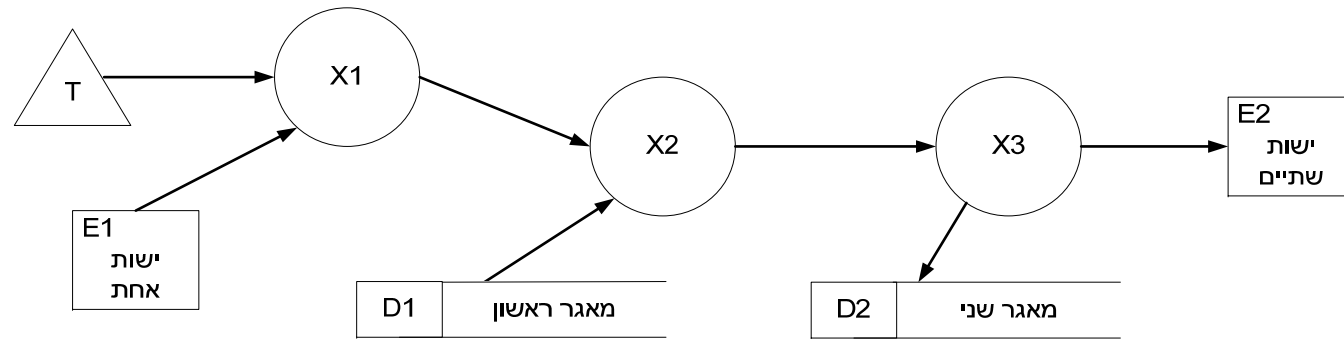 T
X1
X2
X3
E2
ישות
שתיים
E1
ישות
אחת
D1
מאגר ראשון
D2
מאגר שני